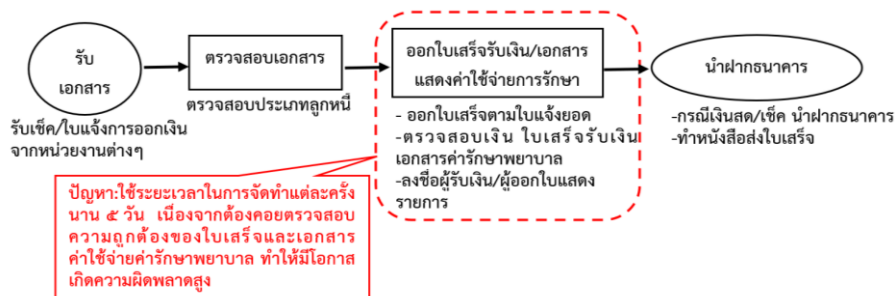 รับ
เอกสาร
รับเช็ค/ใบแจ้งการออกเงิน
จากหน่วยงานต่างๆ
ตรวจสอบเอกสาร
ตรวจสอบประเภทลูกหนี้
ออกใบเสร็จรับเงิน/เอกสาร
แสดงค่าใช้จ่ายการรักษา
- ออกใบเสร็จตามใบแจ้งยอด
-ตรวจสอบเงิน ใบเสร็จรับเงิน
เอกสารค่ารักษาพยาบาล
-ลงชื่อผู้รับเงิน/ผู้ออกใบแสดง
รายการ
นำฝากธนาคาร
-กรณีเงินสด/เช็ค นำฝากธนาคาร
-ทำหนังสือส่งใบเสร็จ
ปัญหา:ใช้ระยะเวลาในการจัดทำแต่ละครั้ง
นาน ๕ วัน เนื่องจากต้องคอยตรวจสอบ
ความถูกต้องของใบเสร็จและเอกสาร
ค่าใช้จ่ายค่ารักษาพยาบาล ทำให้มีโอกาส
เกิดความผิดพลาดสูง